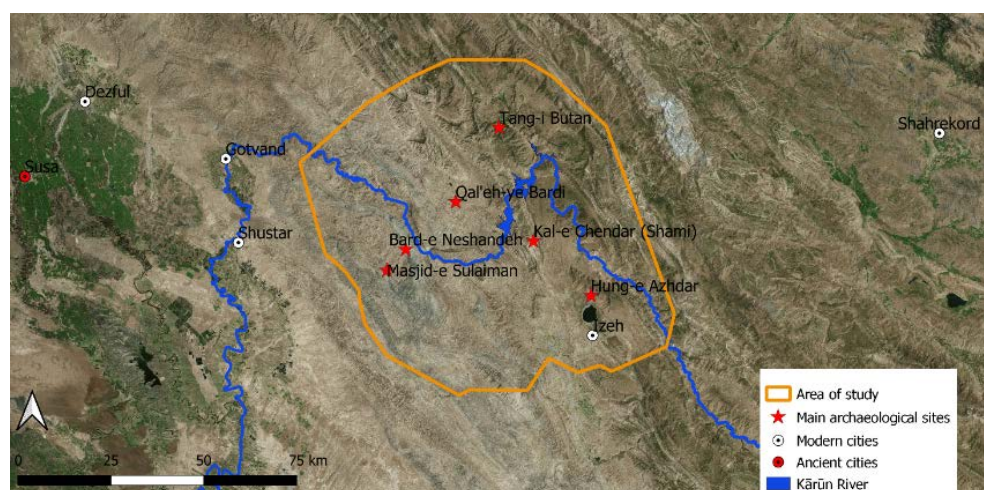 Dezful
Tang-i Butan
Shahrekord
Gotvand
Susa
Qal'eh-ye Bardi
Shustar
Kal-e Chendar (Shami)
Bard-e Neshandeh
Masjid-e Sulaiman
Hung-e Azhdar
Izeh
0 25 50 75 km
Area of study
Main archaeological sites
Modern cities
Ancient cities
Kārūn River